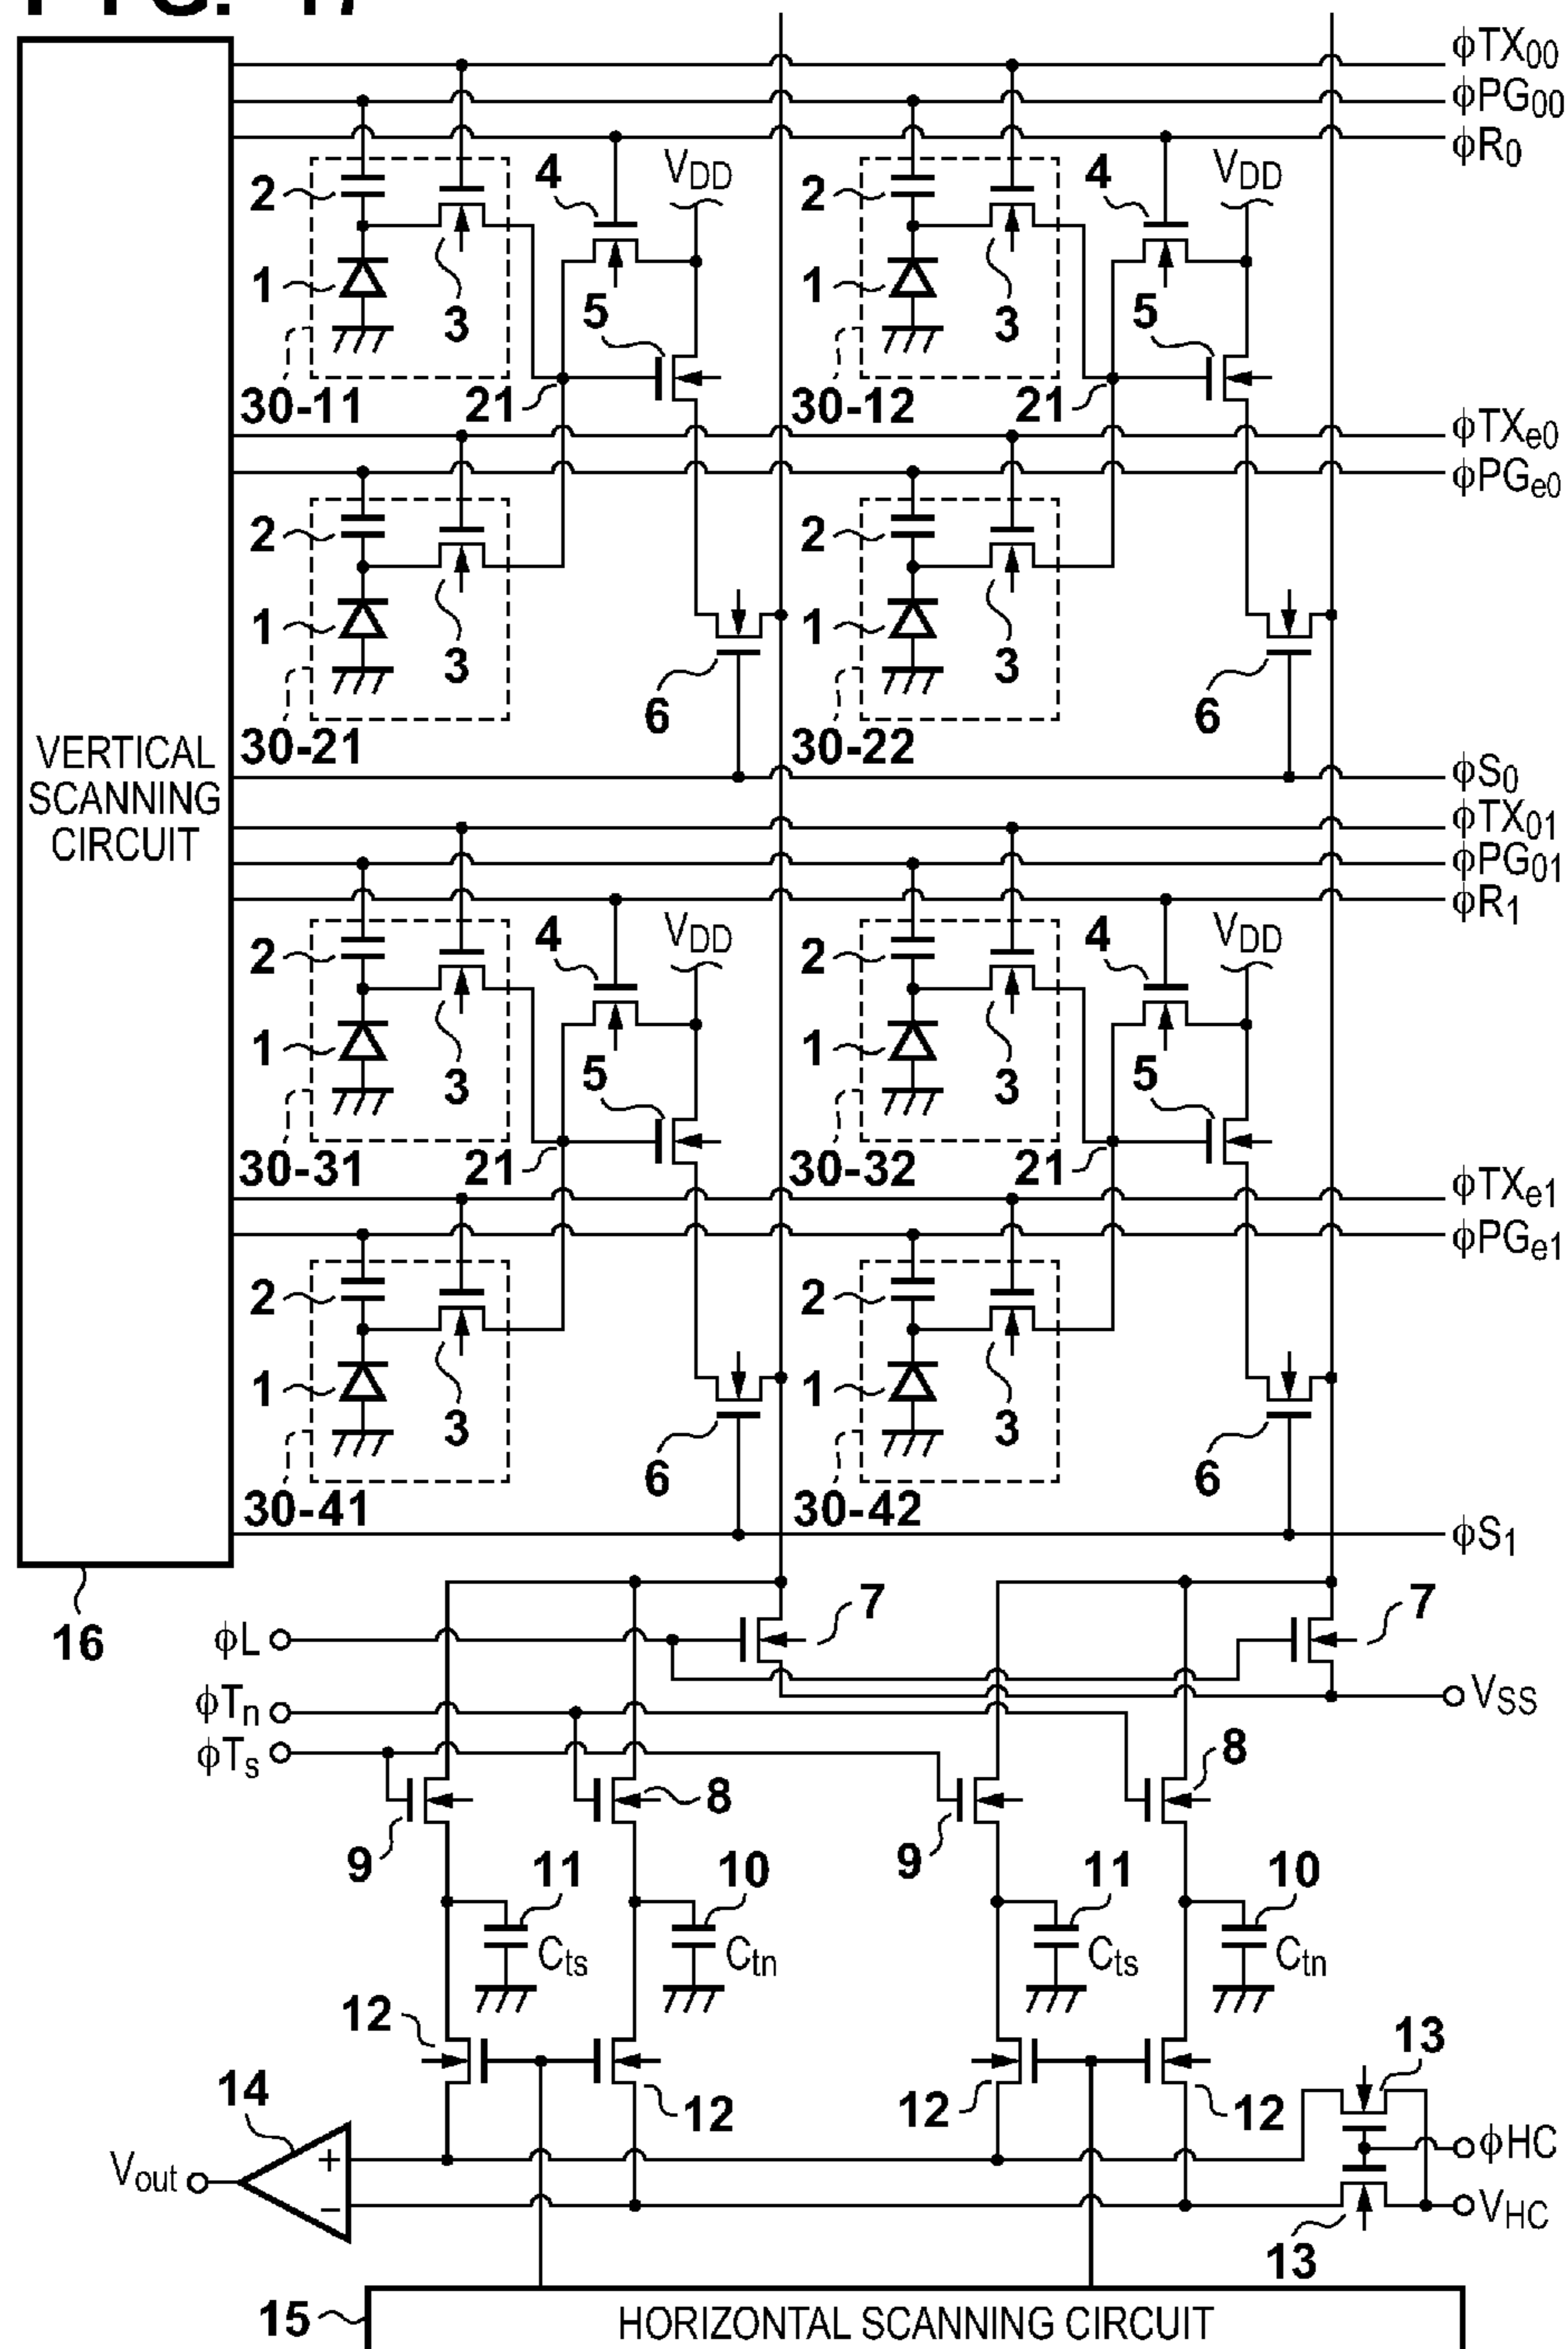 φTX00
φPG00
φR0
2 4 VDD 2 4 VDD
1 3 5 1 3 5
30-11 21 30-12 21
φTXe0
φPGe0
2 2
1 3 1 3
6 6
30-21 30-22
VERTICAL
SCANNING
CIRCUIT
φS0
φTX01
φPG01
φR1
2 4 VDD 2 4 VDD
1 3 5 1 3 5
30-31 21 30-32 21
φTXe1
φPGe1
2 2
1 3 1 3
6 6
30-41 30-42
φS1
16
7 7
φL
VSS
φTn
φTs
8
8
9 9
11 10 11 10
Cts Ctn Cts Ctn
12 13
14 12 12 12
φHC
Vout + −
VHC
13
15 HORIZONTAL SCANNING CIRCUIT